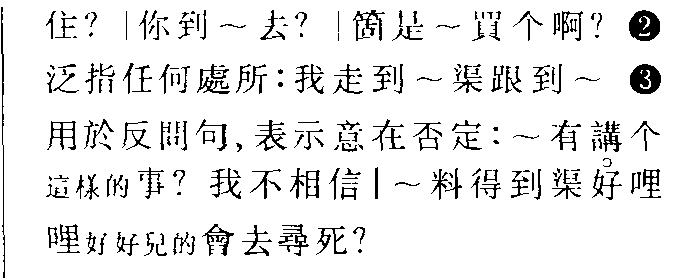 住？｜你到～去？｜箇是～買个啊？❷
泛指任何處所：我走到～渠跟到～ ❸
用於反問句，表示意在否定：～有講个
這樣的事？我不相信｜～料得到渠好哩
哩好好兒的會去尋死？